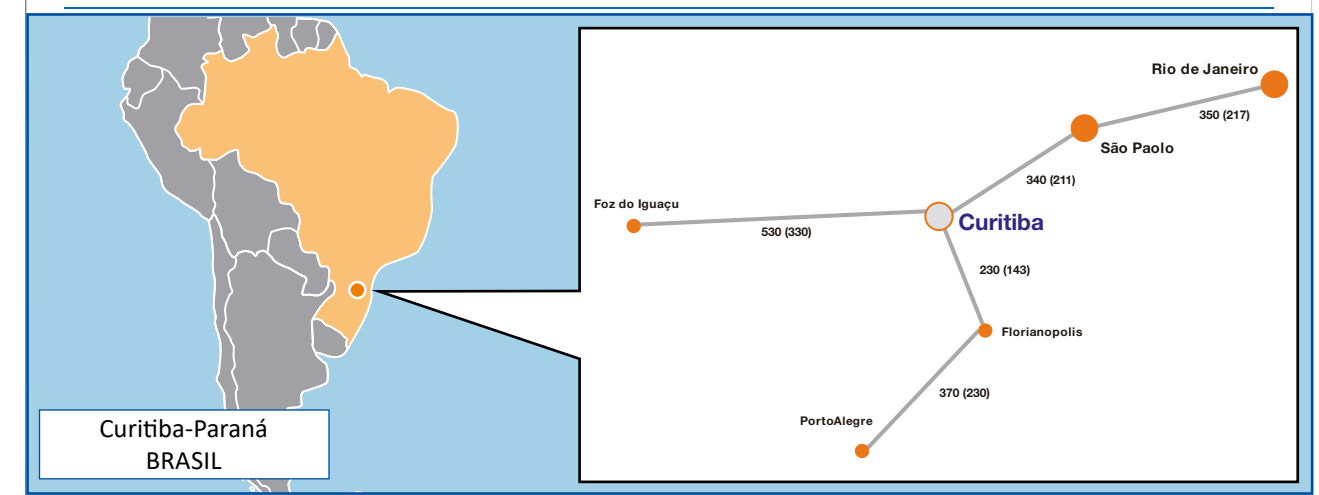 Rio de Janeiro
350 (217)
São Paolo
340 (211)
Foz do Iguaçu
530 (330)
Curitiba
230 (143)
Florianopolis
370 (230)
PortoAlegre
Curitiba-Paraná
BRASIL